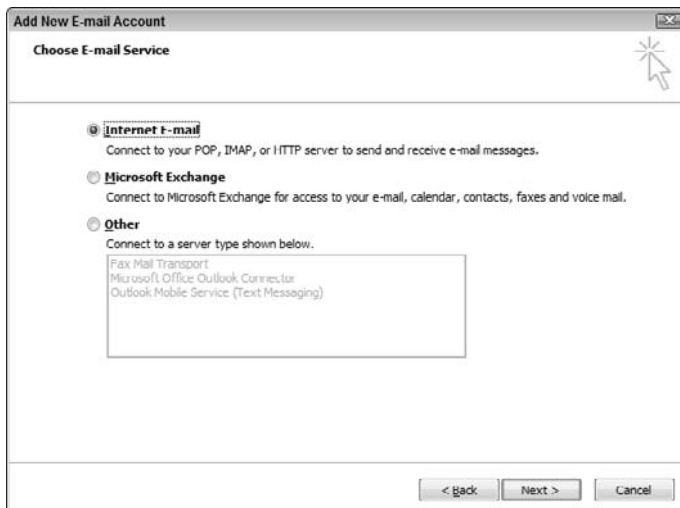 Add New E-mail Account
Choose E-mail Service
Internet E-mail
Connect to your POP, IMAP, or HTTP server to send and receive e-mail messages.
Microsoft Exchange
Connect to Microsoft Exchange for access to your e-mail, calendar, contacts, faxes and voice mail.
Other
Connect to a server type shown below.
Fax Mail Transport
Microsoft Office Outlook Connector
Outlook Mobile Service (Text Messaging)
< Back Next > Cancel